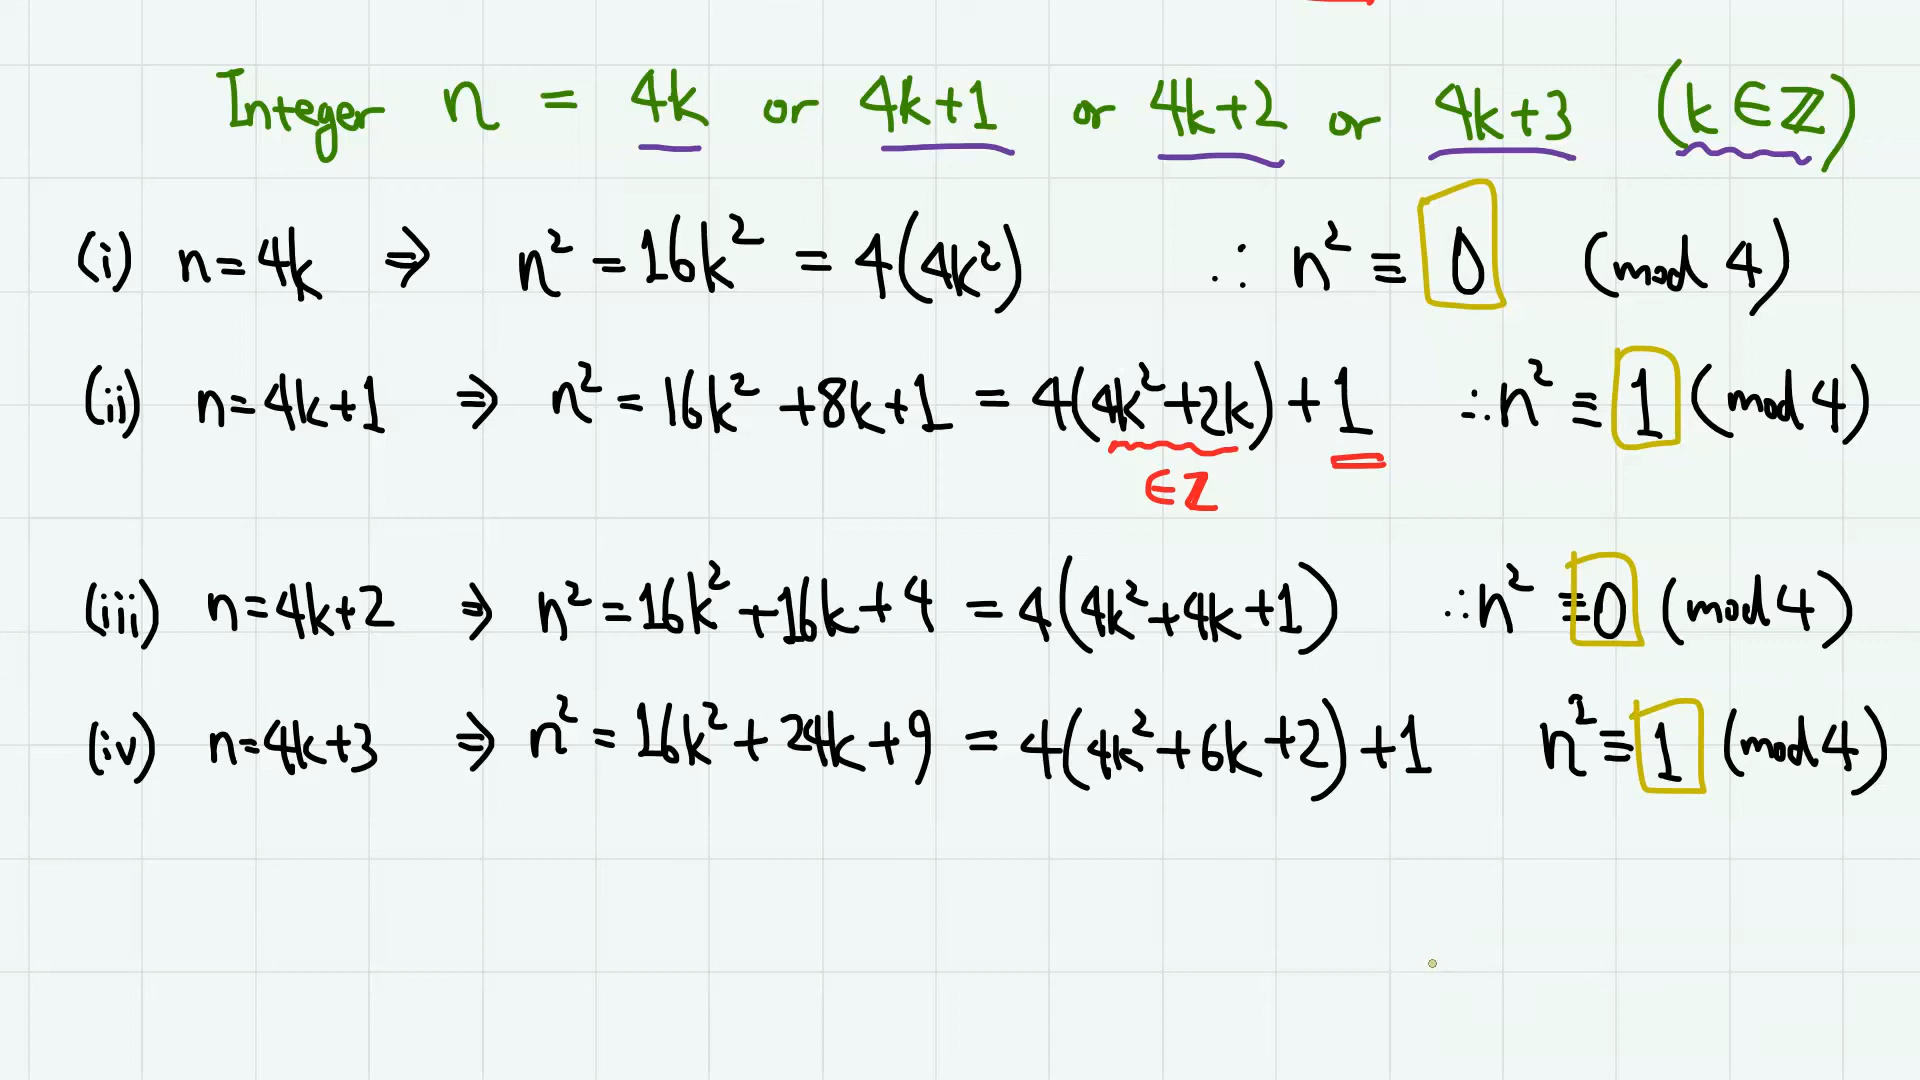 Integer n = 4k or 4k+1 or 4k+2 or 4k+3 (k∈ℤ)
(i) n=4k ⇒ n² = 16k² = 4(4k²) ∴ n² ≡ 0 (mod 4)
(ii) n=4k+1 ⇒ n² = 16k² +8k+1 = 4(4k²+2k)+1 ∴n² ≡ 1 (mod 4)
∈ℤ
(iii) n=4k+2 ⇒ n² =16k²+16k+4 = 4(4k²+4k+1) ∴n² ≡0 (mod 4)
(iv) n=4k+3 ⇒ n² = 16k²+24k+9 = 4(4k²+6k+2)+1 n²≡1 (mod 4)